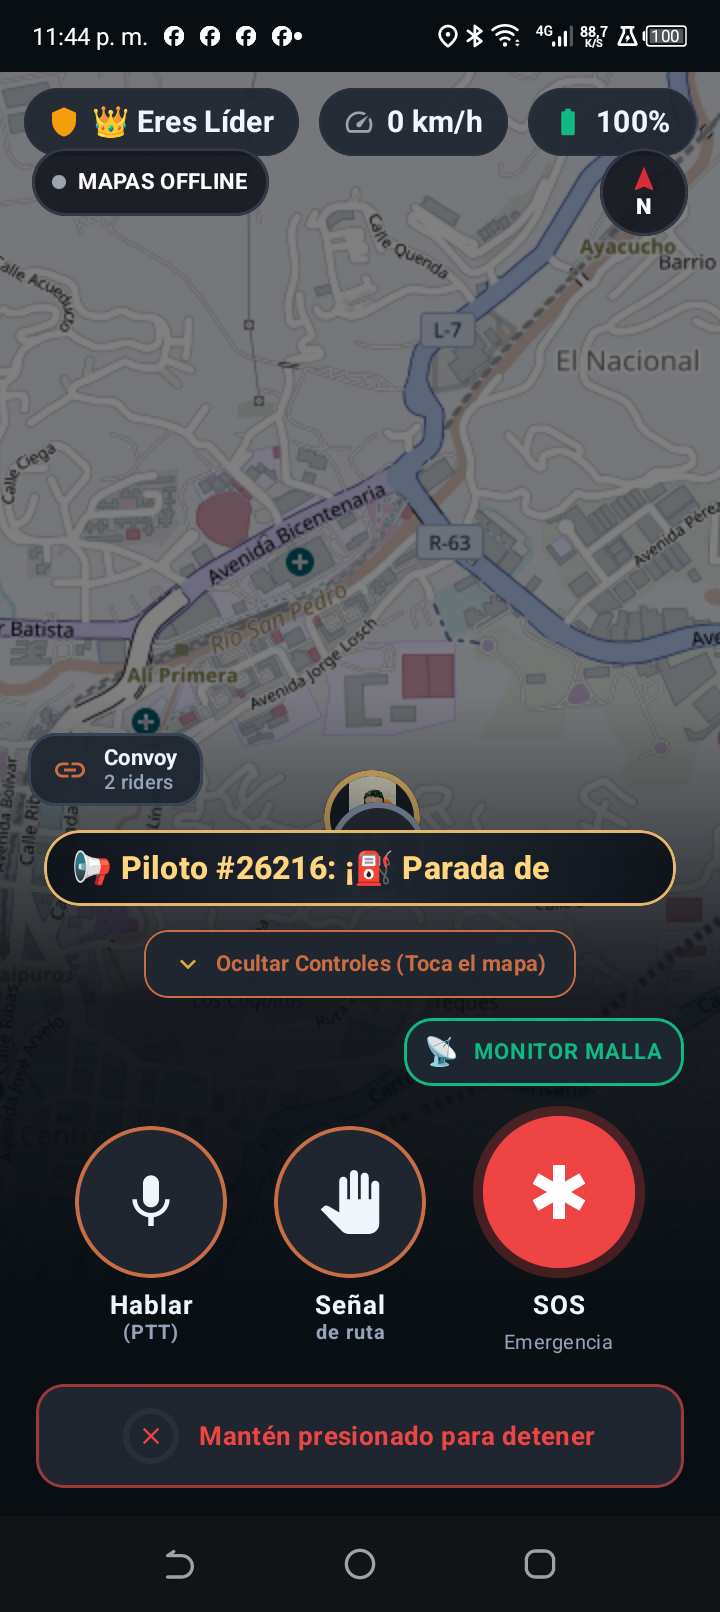 11:44 p. m.
4G
88,7
K/S
100
👑 Eres Líder
0 km/h
100%
MAPAS OFFLINE
N
Calle Quenda
Ayacucho
Barrio
Calle Acueducto
L-7
El Nacional
Calle Ciega
Avenida Bicentenaria
R-63
Avenida Pérez
r Batista
Río San Pedro
Avenida Jorge Losch
Ave
Alí Primera
Convoy
2 riders
📢 Piloto #26216: ¡⛽ Parada de
Ocultar Controles (Toca el mapa)
Ruta
📡 MONITOR MALLA
Centro
Hablar
(PTT)
Señal
de ruta
SOS
Emergencia
Mantén presionado para detener